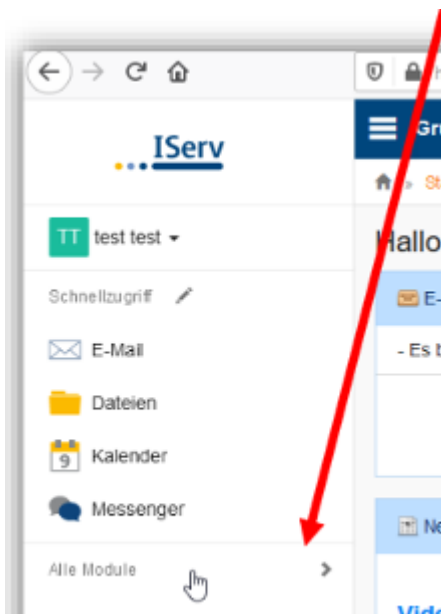 IServ
TT test test
Schnellzugriff
E-Mail
Dateien
9 Kalender
Messenger
Alle Module
Hallo
- Es